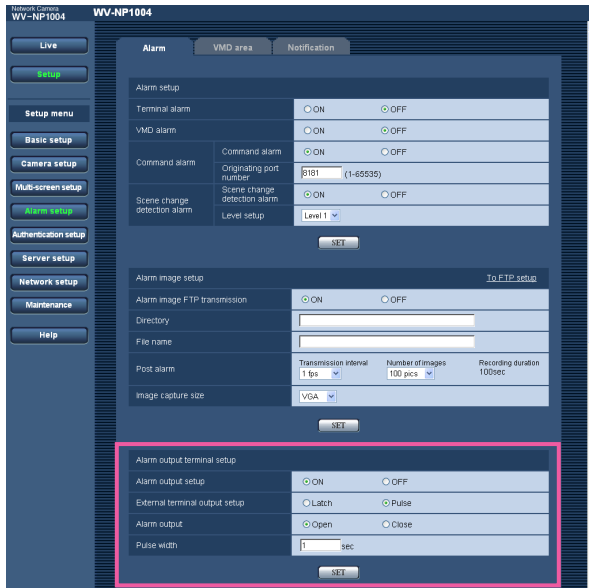 Network Camera
WV-NP1004
WV-NP1004
Live
Setup
Setup menu
Basic setup
Camera setup
Multi-screen setup
Alarm setup
Authentication setup
Server setup
Network setup
Maintenance
Help
Alarm VMD area Notification
Alarm setup
Terminal alarm ON OFF
VMD alarm ON OFF
Command alarm
Command alarm ON OFF
Originating port
number
8181 (1-65535)
Scene change
detection alarm
Scene change
detection alarm
ON OFF
Level setup Level 1
SET
Alarm image setup To FTP setup
Alarm image FTP transmission ON OFF
Directory
File name
Post alarm
Transmission interval Number of images Recording duration
1 fps 100 pics 100sec
Image capture size VGA
SET
Alarm output terminal setup
Alarm output setup ON OFF
External terminal output setup Latch Pulse
Alarm output Open Close
Pulse width 1 sec
SET